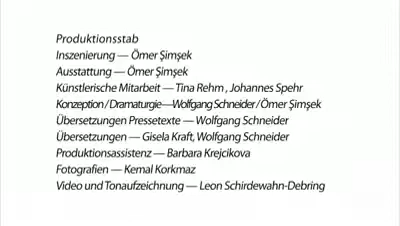 Produktionsstab
Inszenierung — Ömer Şimşek
Ausstattung — Ömer Şimşek
Künstlerische Mitarbeit — Tina Rehm , Johannes Spehr
Konzeption / Dramaturgie—Wolfgang Schneider / Ömer Şimşek
Übersetzungen Pressetexte — Wolfgang Schneider
Übersetzungen — Gisela Kraft, Wolfgang Schneider
Produktionsassistenz — Barbara Krejcikova
Fotografien — Kemal Korkmaz
Video und Tonaufzeichnung — Leon Schirdewahn-Debring